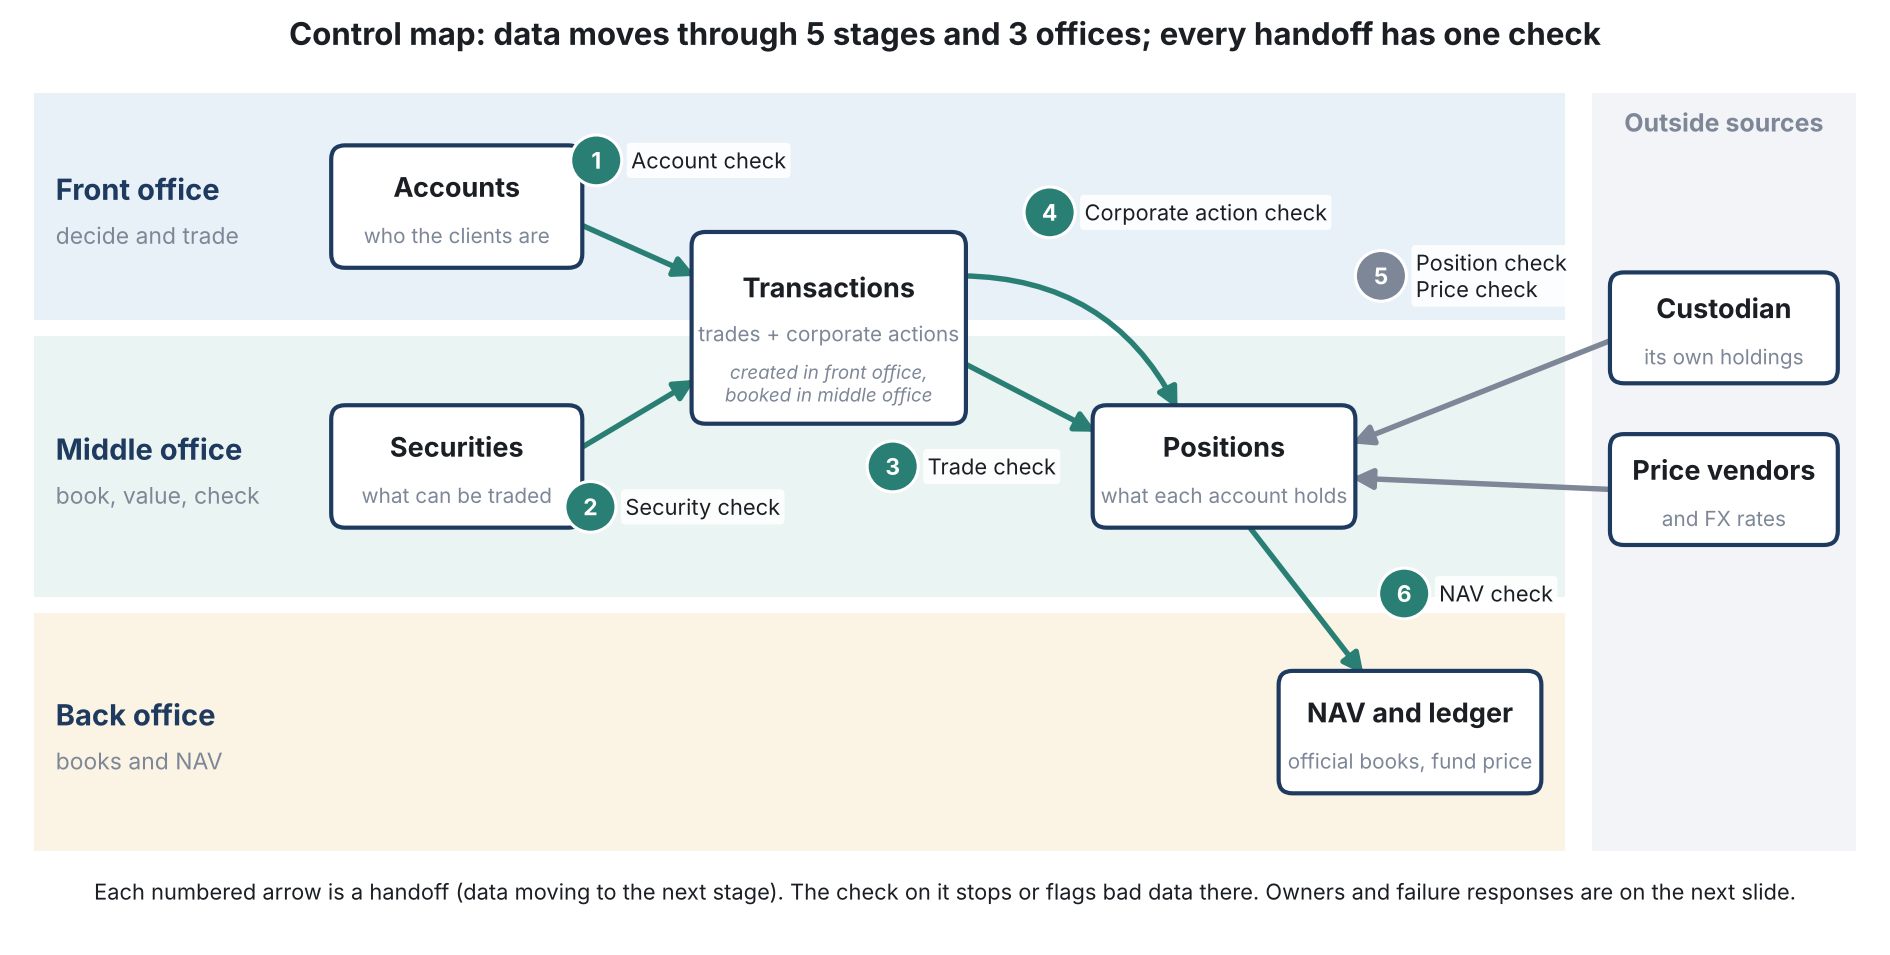 Control map: data moves through 5 stages and 3 offices; every handoff has one check
Outside sources
Front office
decide and trade
Accounts
who the clients are
1
Account check
4
Corporate action check
5
Position check
Price check
Transactions
trades + corporate actions
created in front office,
booked in middle office
Custodian
its own holdings
Middle office
book, value, check
Securities
what can be traded
2
Security check
3
Trade check
Positions
what each account holds
Price vendors
and FX rates
6
NAV check
Back office
books and NAV
NAV and ledger
official books, fund price
Each numbered arrow is a handoff (data moving to the next stage). The check on it stops or flags bad data there. Owners and failure responses are on the next slide.